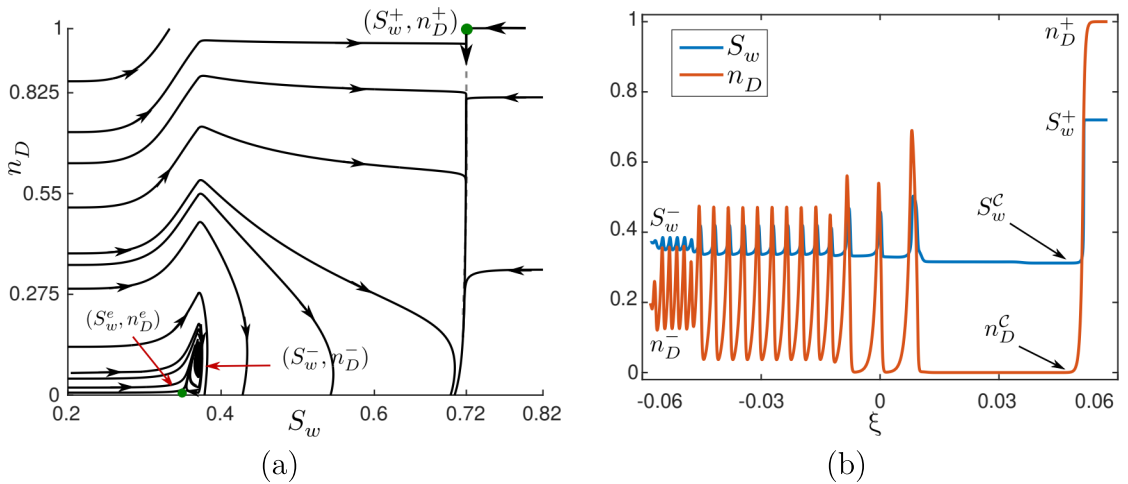 (S_w^+, n_D^+)
n_D
0.825
0.55
0.275
0
(S_w^e, n_D^e)
(S_w^-, n_D^-)
0.2
0.4
0.6
0.72
0.82
S_w
(a)
S_w
n_D
1
0.8
0.6
0.4
0.2
0
n_D^+
S_w^+
S_w^-
n_D^-
S_w^C
n_D^C
-0.06
-0.03
0
0.03
0.06
ξ
(b)